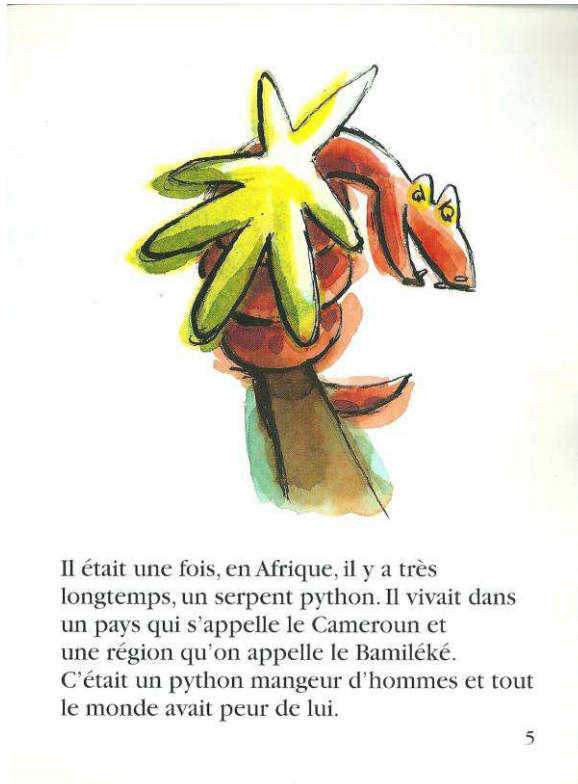 Il était une fois, en Afrique, il y a très
longtemps, un serpent python. Il vivait dans
un pays qui s'appelle le Cameroun et
une région qu'on appelle le Bamiléké.
C'était un python mangeur d'hommes et tout
le monde avait peur de lui.
5